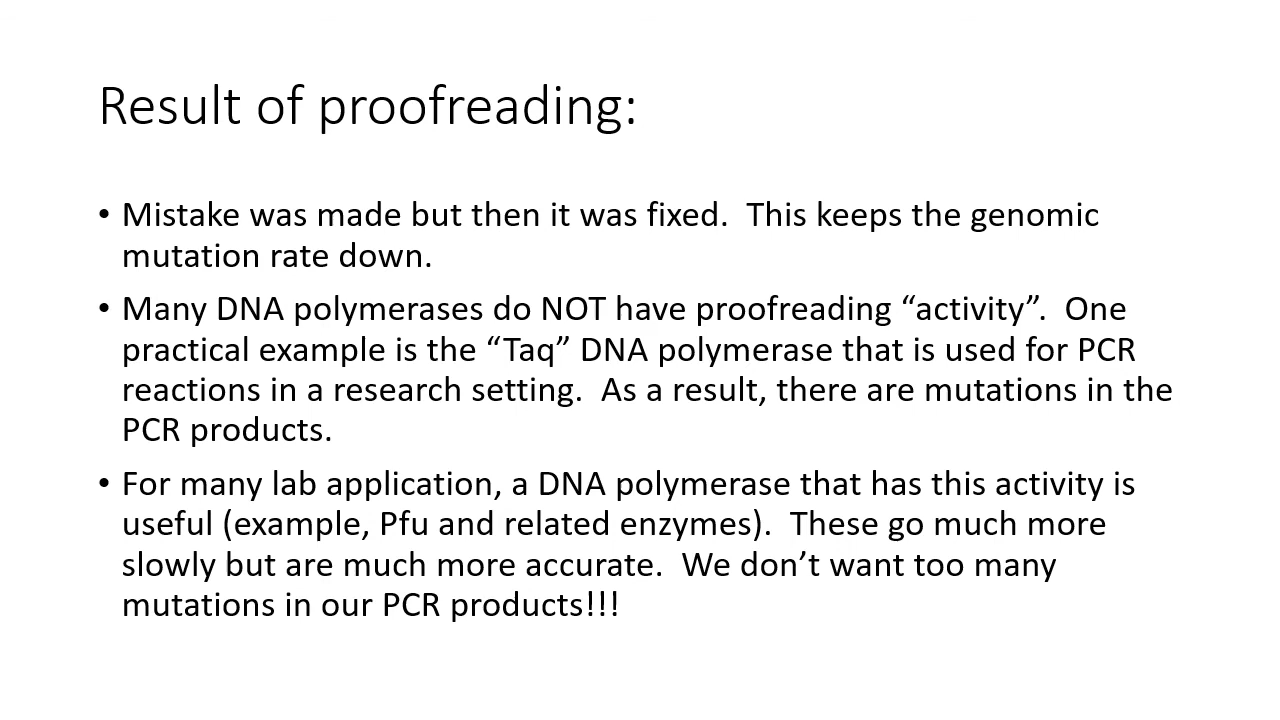 Result of proofreading:
• Mistake was made but then it was fixed.  This keeps the genomic
mutation rate down.
• Many DNA polymerases do NOT have proofreading “activity”.  One
practical example is the “Taq” DNA polymerase that is used for PCR
reactions in a research setting.  As a result, there are mutations in the
PCR products.
• For many lab application, a DNA polymerase that has this activity is
useful (example, Pfu and related enzymes).  These go much more
slowly but are much more accurate.  We don’t want too many
mutations in our PCR products!!!